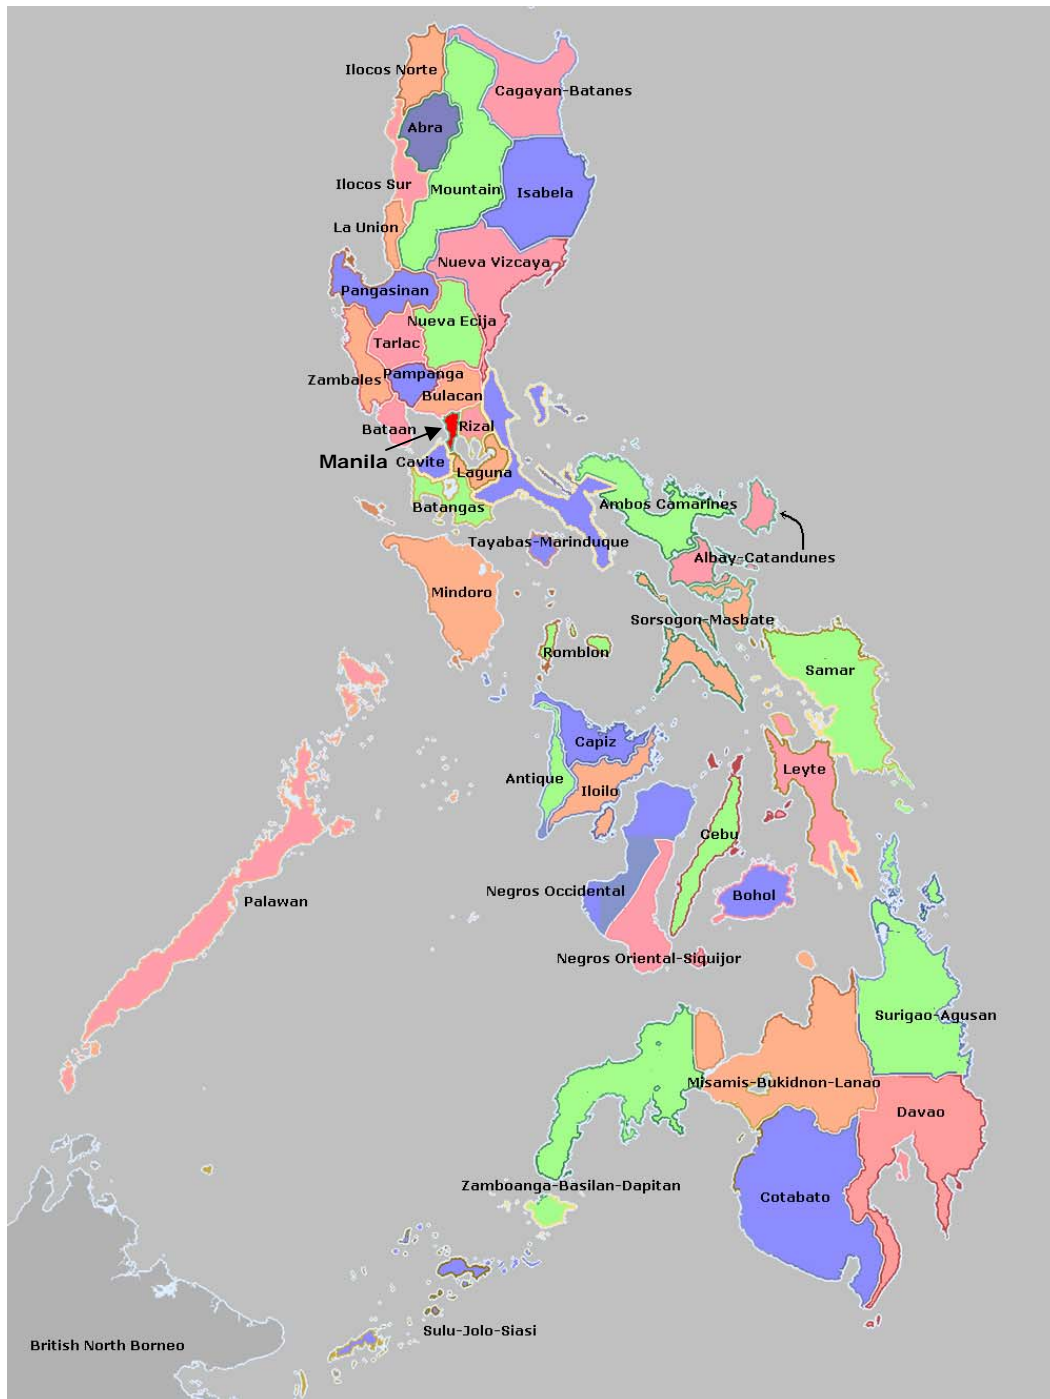 Ilocos Norte
Cagayan-Batanes
Abra
Ilocos Sur
Mountain
Isabela
La Union
Nueva Vizcaya
Pangasinan
Nueva Ecija
Tarlac
Pampanga
Zambales
Bulacan
Bataan
Rizal
Manila
Cavite
Laguna
Batangas
Ambos Camarines
Tayabas-Marinduque
Albay-Catandunes
Mindoro
Sorsogon-Masbate
Romblon
Samar
Capiz
Leyte
Antique
Iloilo
Cebu
Negros Occidental
Bohol
Palawan
Negros Oriental-Siquijor
Surigao-Agusan
Misamis-Bukidnon-Lanao
Davao
Zamboanga-Basilan-Dapitan
Cotabato
Sulu-Jolo-Siasi
British North Borneo